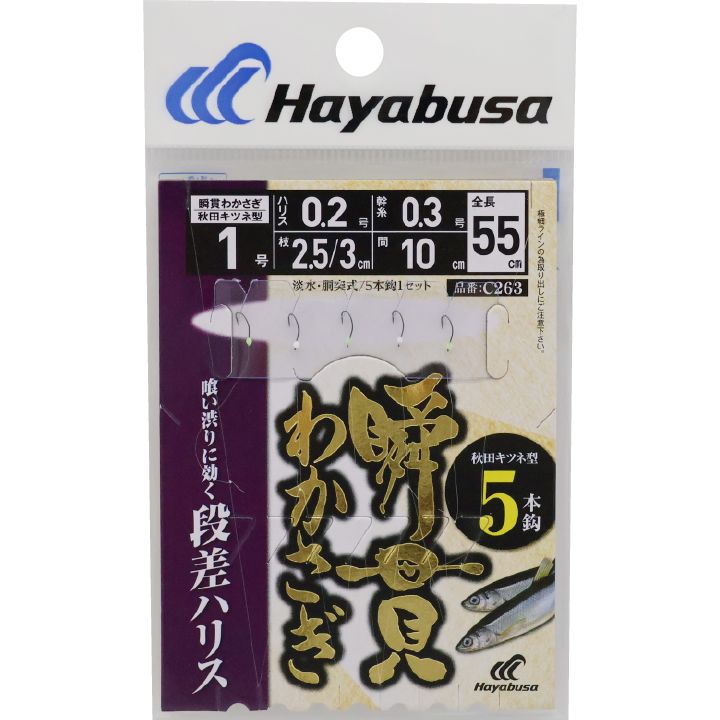 Hayabusa
瞬貫わかさぎ
秋田キツネ型
1号
ハリス 0.2号
幹糸 0.3号
全長 55cm
枝 2.5/3cm
間 10cm
淡水・胴突式/5本鈎1セット
品番:C263
極細ラインの為取り出しにご注意下さい。
喰い渋りに効く
段差ハリス
瞬貫
わかさぎ
秋田キツネ型
5本鈎
Hayabusa